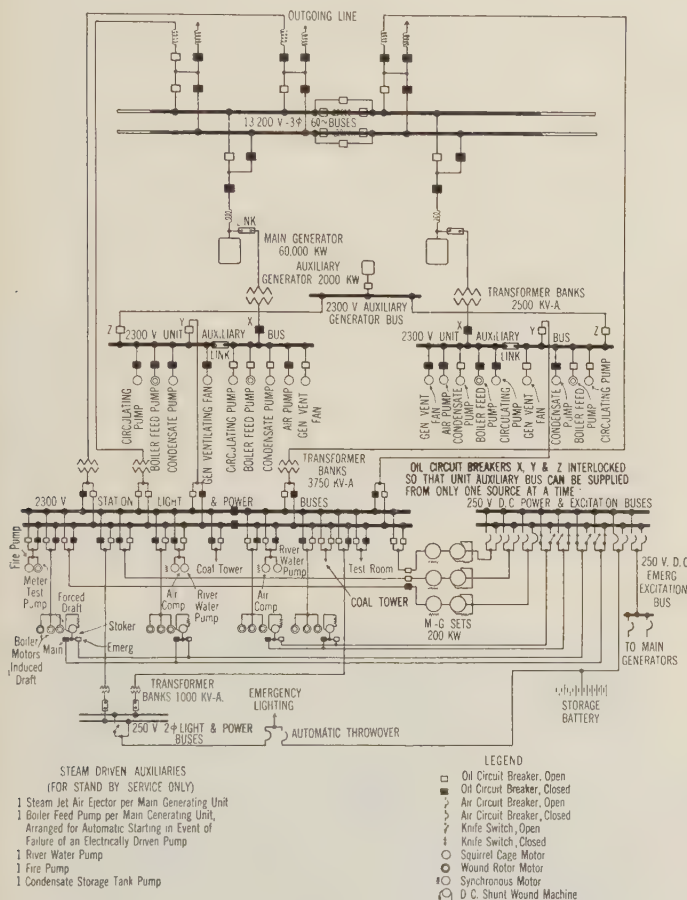 OUTGOING LINE
13 200 V -3φ 60~BUSES
MAIN GENERATOR
60,000 KW
AUXILIARY
GENERATOR 2000 KW
TRANSFORMER BANKS
2500 KV-A
2300 V AUXILIARY
GENERATOR BUS
Z
Y
X
2300 V UNIT AUXILIARY BUS
LINK
X
Y
Z
2300 V UNIT AUXILIARY BUS
LINK
CIRCULATING PUMP
BOILER FEED PUMP
CONDENSATE PUMP
GEN VENTILATING FAN
CIRCULATING PUMP
BOILER FEED PUMP
CONDENSATE PUMP
AIR PUMP
GEN VENT
FAN
GEN VENT
FAN
AIR PUMP
CONDENSATE
PUMP
BOILER FEED
PUMP
CIRCULATING
PUMP
GEN VENT
FAN
CONDENSATE
PUMP
BOILER FEED
PUMP
CIRCULATING PUMP
TRANSFORMER
BANKS
3750 KV-A
OIL CIRCUIT BREAKERS X, Y & Z INTERLOCKED
SO THAT UNIT AUXILIARY BUS CAN BE SUPPLIED
FROM ONLY ONE SOURCE AT A TIME
2300 V STATION LIGHT & POWER BUSES
250 V D.C POWER & EXCITATION BUSES
Fire Pump
Meter
Test
Pump
Coal Tower
River
Water
Pump
Test Room
Air
Comp
River
Water
Pump
Air
Comp
COAL TOWER
M-G SETS
200 KW
250 V. D.C
EMERG
EXCITATION
BUS
TO MAIN
GENERATORS
Forced
Draft
Stoker
Boiler
Motors
Main
Emerg
Induced
Draft
TRANSFORMER
BANKS 1000 KV-A.
EMERGENCY
LIGHTING
STORAGE
BATTERY
250 V 2φ LIGHT & POWER
BUSES
AUTOMATIC THROWOVER
STEAM DRIVEN AUXILIARIES
(FOR STAND BY SERVICE ONLY)
1 Steam Jet Air Ejector per Main Generating Unit
1 Boiler Feed Pump per Main Generating Unit,
Arranged for Automatic Starting in Event of
Failure of an Electrically Driven Pump
1 River Water Pump
1 Fire Pump
1 Condensate Storage Tank Pump
LEGEND
Oil Circuit Breaker, Open
Oil Circuit Breaker, Closed
Air Circuit Breaker, Open
Air Circuit Breaker, Closed
Knife Switch, Open
Knife Switch, Closed
Squirrel Cage Motor
Wound Rotor Motor
Synchronous Motor
D C. Shunt Wound Machine